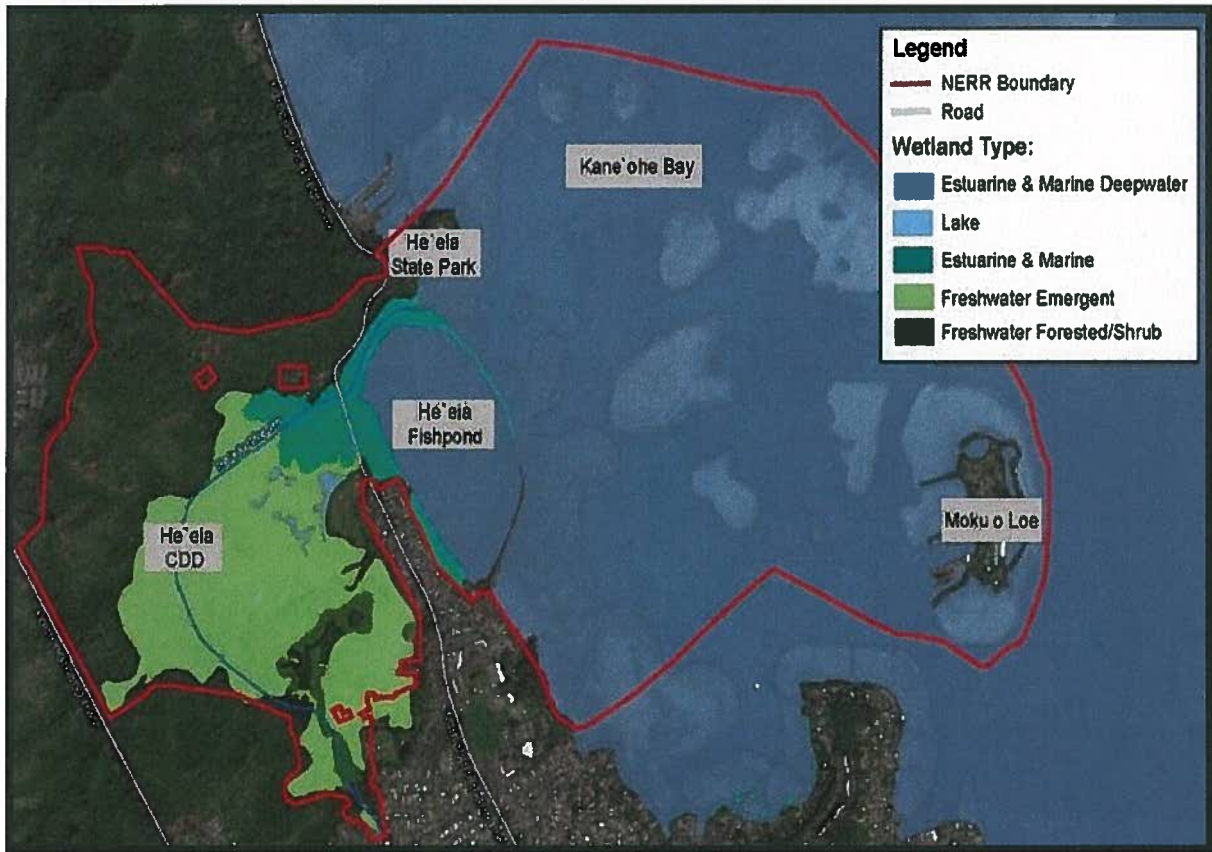 Legend
NERR Boundary
Road
Wetland Type:
Estuarine & Marine Deepwater
Lake
Estuarine & Marine
Freshwater Emergent
Freshwater Forested/Shrub
Kane`ohe Bay
He`eia
State Park
He`eia
Fishpond
He`eia
CDD
Moku o Loe